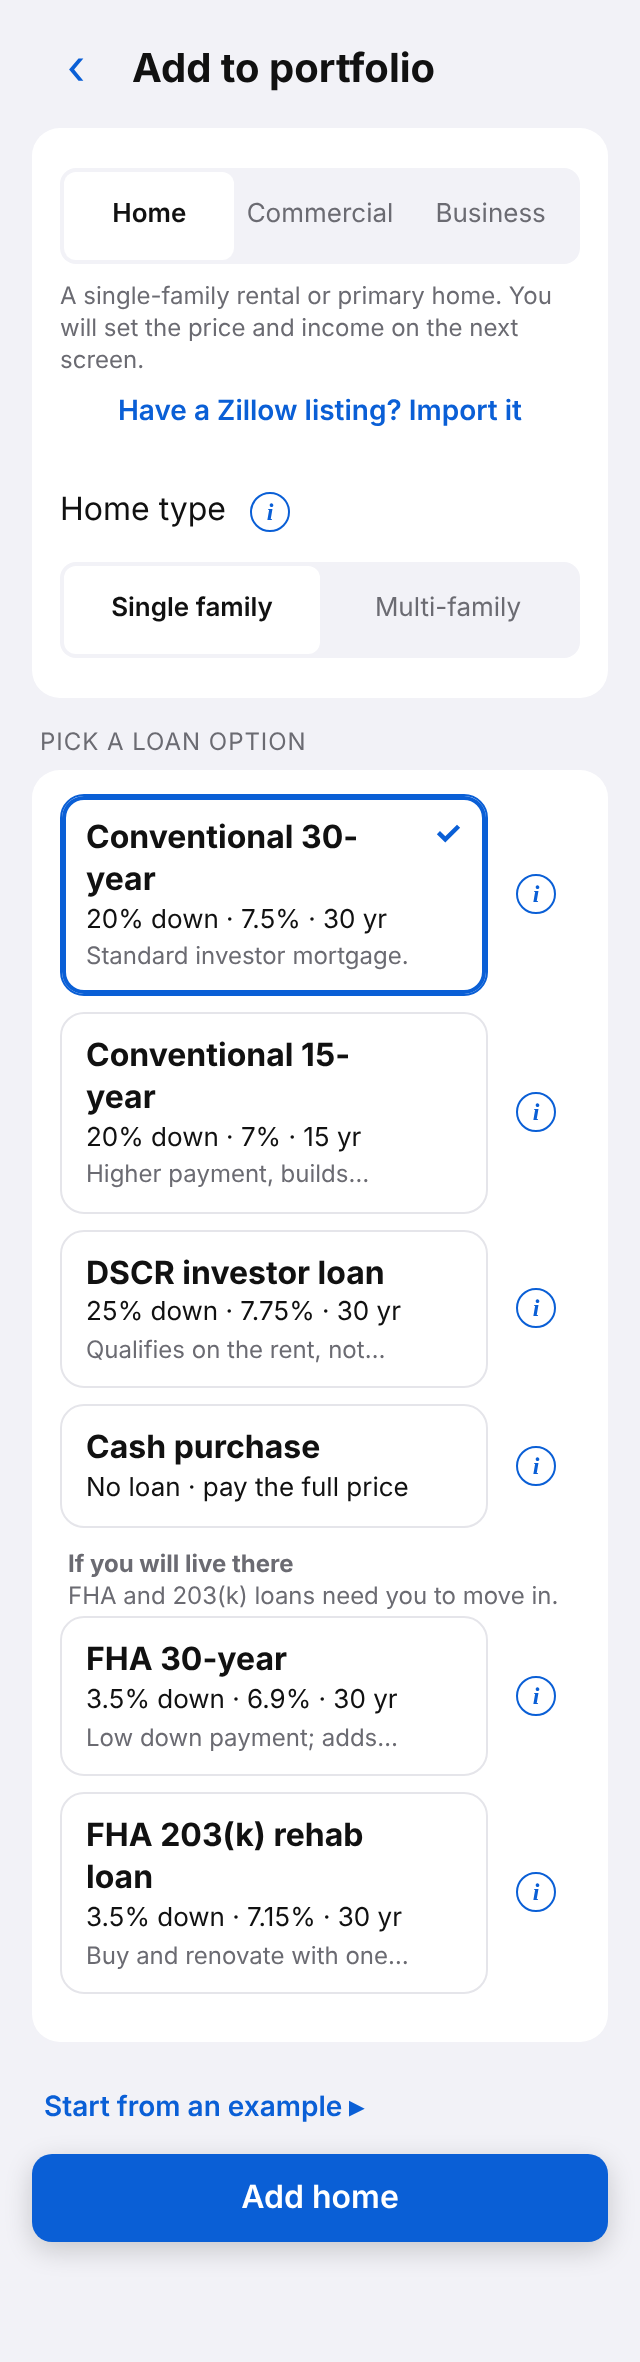 ‹ Add to portfolio
Home Commercial Business
A single-family rental or primary home. You
will set the price and income on the next
screen.
Have a Zillow listing? Import it
Home type i
Single family Multi-family
PICK A LOAN OPTION
Conventional 30-
year
✓
20% down · 7.5% · 30 yr
Standard investor mortgage.
i
Conventional 15-
year
20% down · 7% · 15 yr
Higher payment, builds...
i
DSCR investor loan
25% down · 7.75% · 30 yr
Qualifies on the rent, not...
i
Cash purchase
No loan · pay the full price
i
If you will live there
FHA and 203(k) loans need you to move in.
FHA 30-year
3.5% down · 6.9% · 30 yr
Low down payment; adds...
i
FHA 203(k) rehab
loan
3.5% down · 7.15% · 30 yr
Buy and renovate with one...
i
Start from an example ▸
Add home